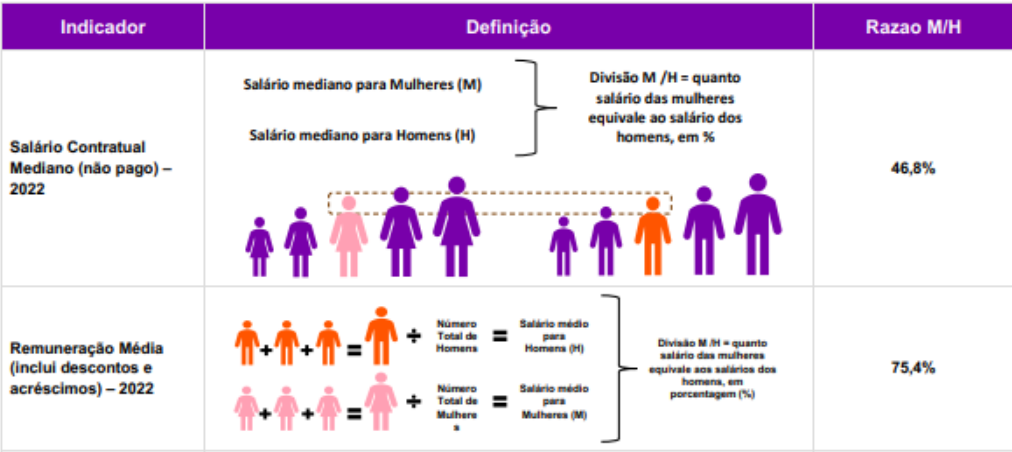 Indicador
Definição
Razao M/H
Salário Contratual
Mediano (não pago) –
2022
Salário mediano para Mulheres (M)
Salário mediano para Homens (H)
Divisão M /H = quanto
salário das mulheres
equivale ao salário dos
homens, em %
46,8%
Remuneração Média
(inclui descontos e
acréscimos) – 2022
+ + = ÷
Número
Total de
Homens
=
Salário médio
para
Homens (H)
+ + = ÷
Número
Total de
Mulhere
s
=
Salário médio
para
Mulheres (M)
Divisão M /H = quanto
salário das mulheres
equivale aos salários dos
homens, em
porcentagem (%)
75,4%